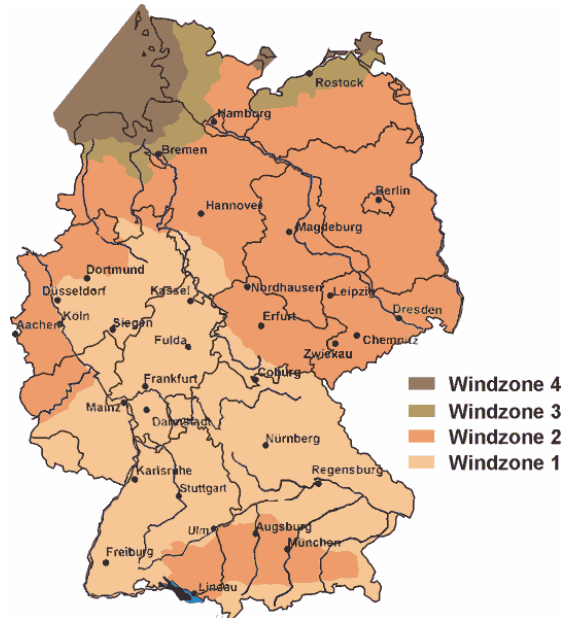 Rostock
Hamburg
Bremen
Berlin
Hannover
Magdeburg
Dortmund
Düsseldorf
Kassel
Nordhausen
Leipzig
Dresden
Köln
Siegen
Erfurt
Aachen
Chemnitz
Fulda
Zwickau
Coburg
Frankfurt
Mainz
Darmstadt
Windzone 4
Windzone 3
Windzone 2
Windzone 1
Nürnberg
Karlsruhe
Regensburg
Stuttgart
Ulm
Augsburg
München
Freiburg
Lindau